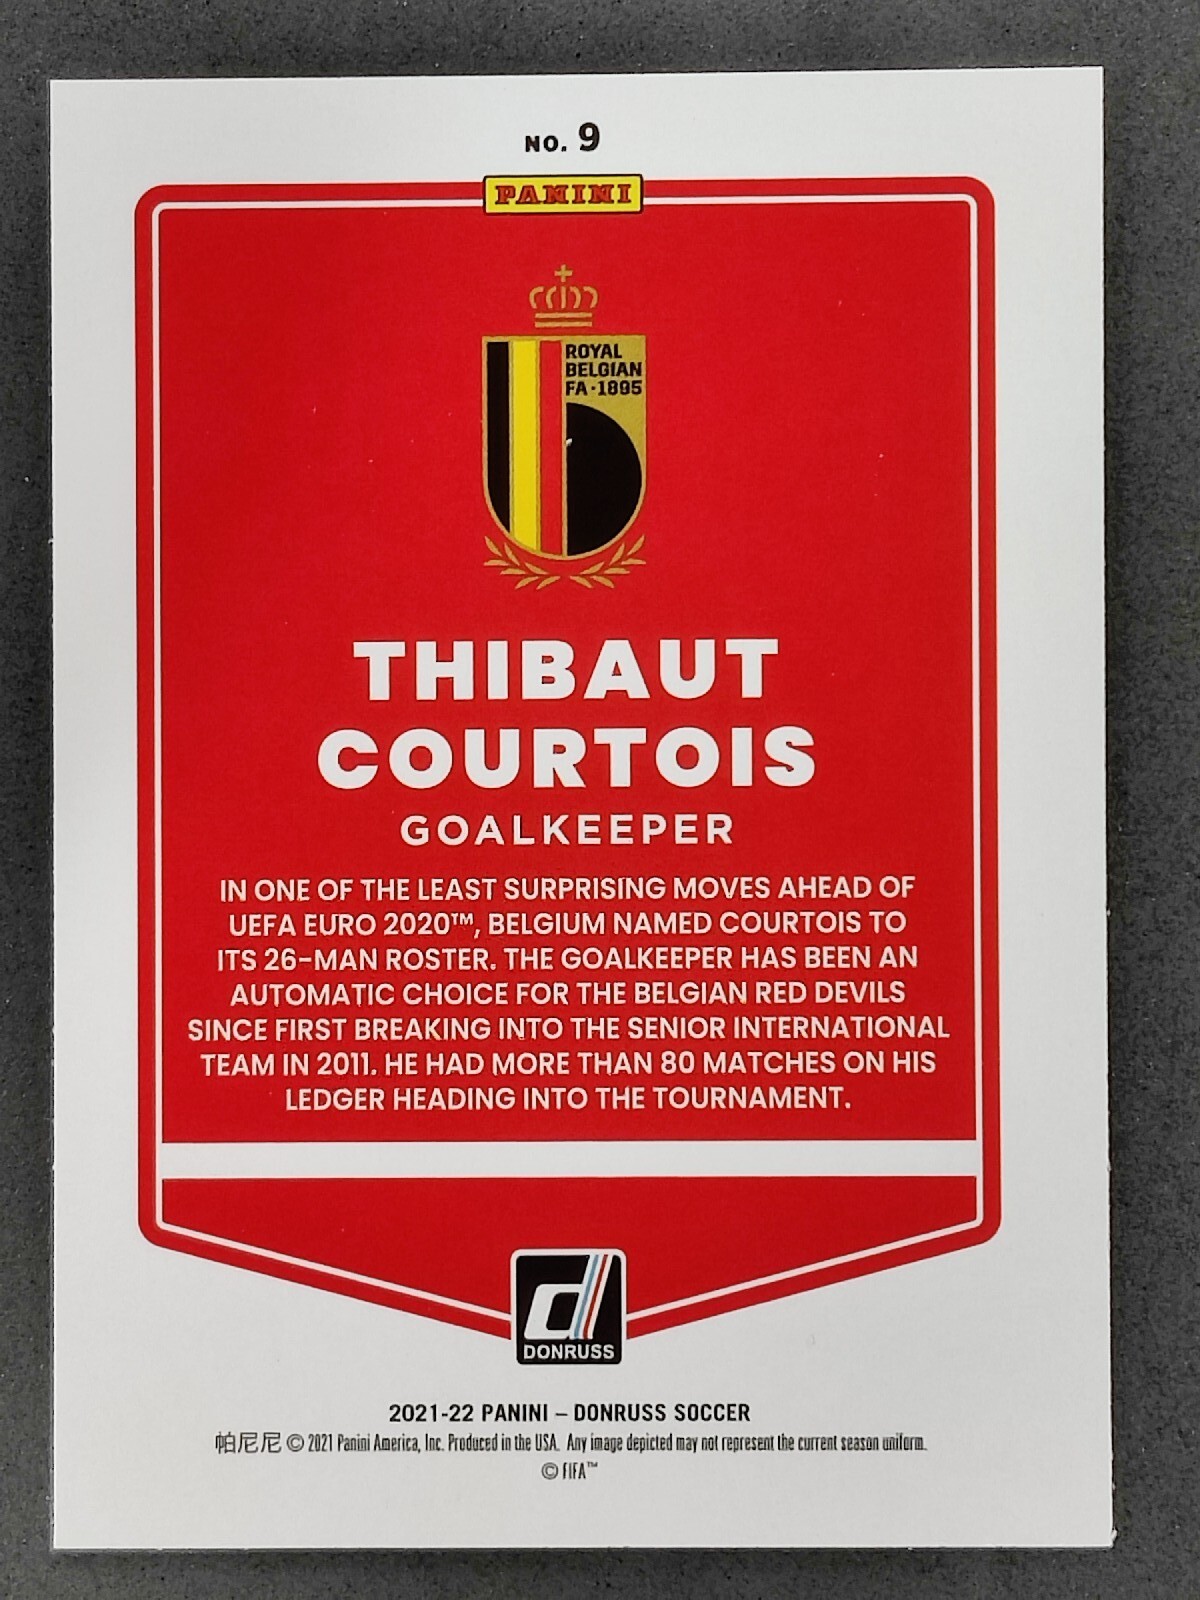 NO. 9
PANINI
ROYAL
BELGIAN
FA·1895
THIBAUT
COURTOIS
GOALKEEPER
IN ONE OF THE LEAST SURPRISING MOVES AHEAD OF
UEFA EURO 2020™, BELGIUM NAMED COURTOIS TO
ITS 26-MAN ROSTER. THE GOALKEEPER HAS BEEN AN
AUTOMATIC CHOICE FOR THE BELGIAN RED DEVILS
SINCE FIRST BREAKING INTO THE SENIOR INTERNATIONAL
TEAM IN 2011. HE HAD MORE THAN 80 MATCHES ON HIS
LEDGER HEADING INTO THE TOURNAMENT.
d
DONRUSS
2021-22 PANINI – DONRUSS SOCCER
帕尼尼 © 2021 Panini America, Inc. Produced in the USA. Any image depicted may not represent the current season uniform.
© FIFA™